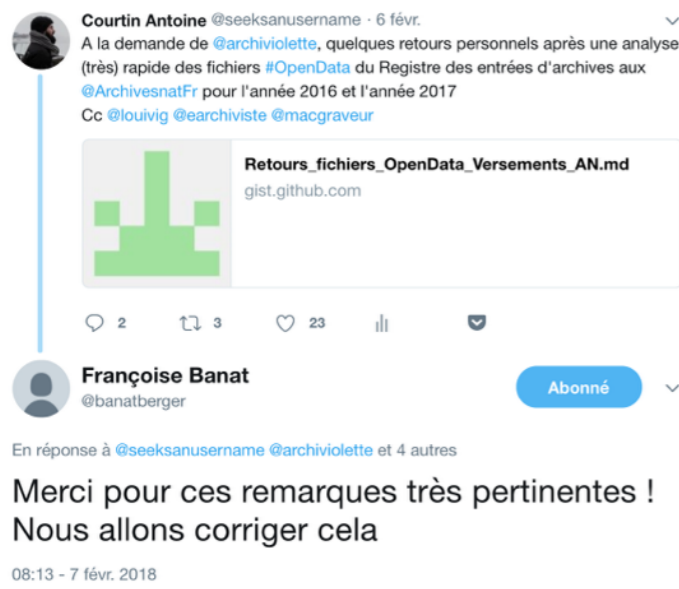 Courtin Antoine @seeksanusername · 6 févr.
A la demande de @archiviolette, quelques retours personnels après une analyse
(très) rapide des fichiers #OpenData du Registre des entrées d'archives aux
@ArchivesnatFr pour l'année 2016 et l'année 2017
Cc @louivig @earchiviste @macgraveur
Retours_fichiers_OpenData_Versements_AN.md
gist.github.com
2 3 23
Françoise Banat
@banatberger
Abonné
En réponse à @seeksanusername @archiviolette et 4 autres
Merci pour ces remarques très pertinentes !
Nous allons corriger cela
08:13 - 7 févr. 2018